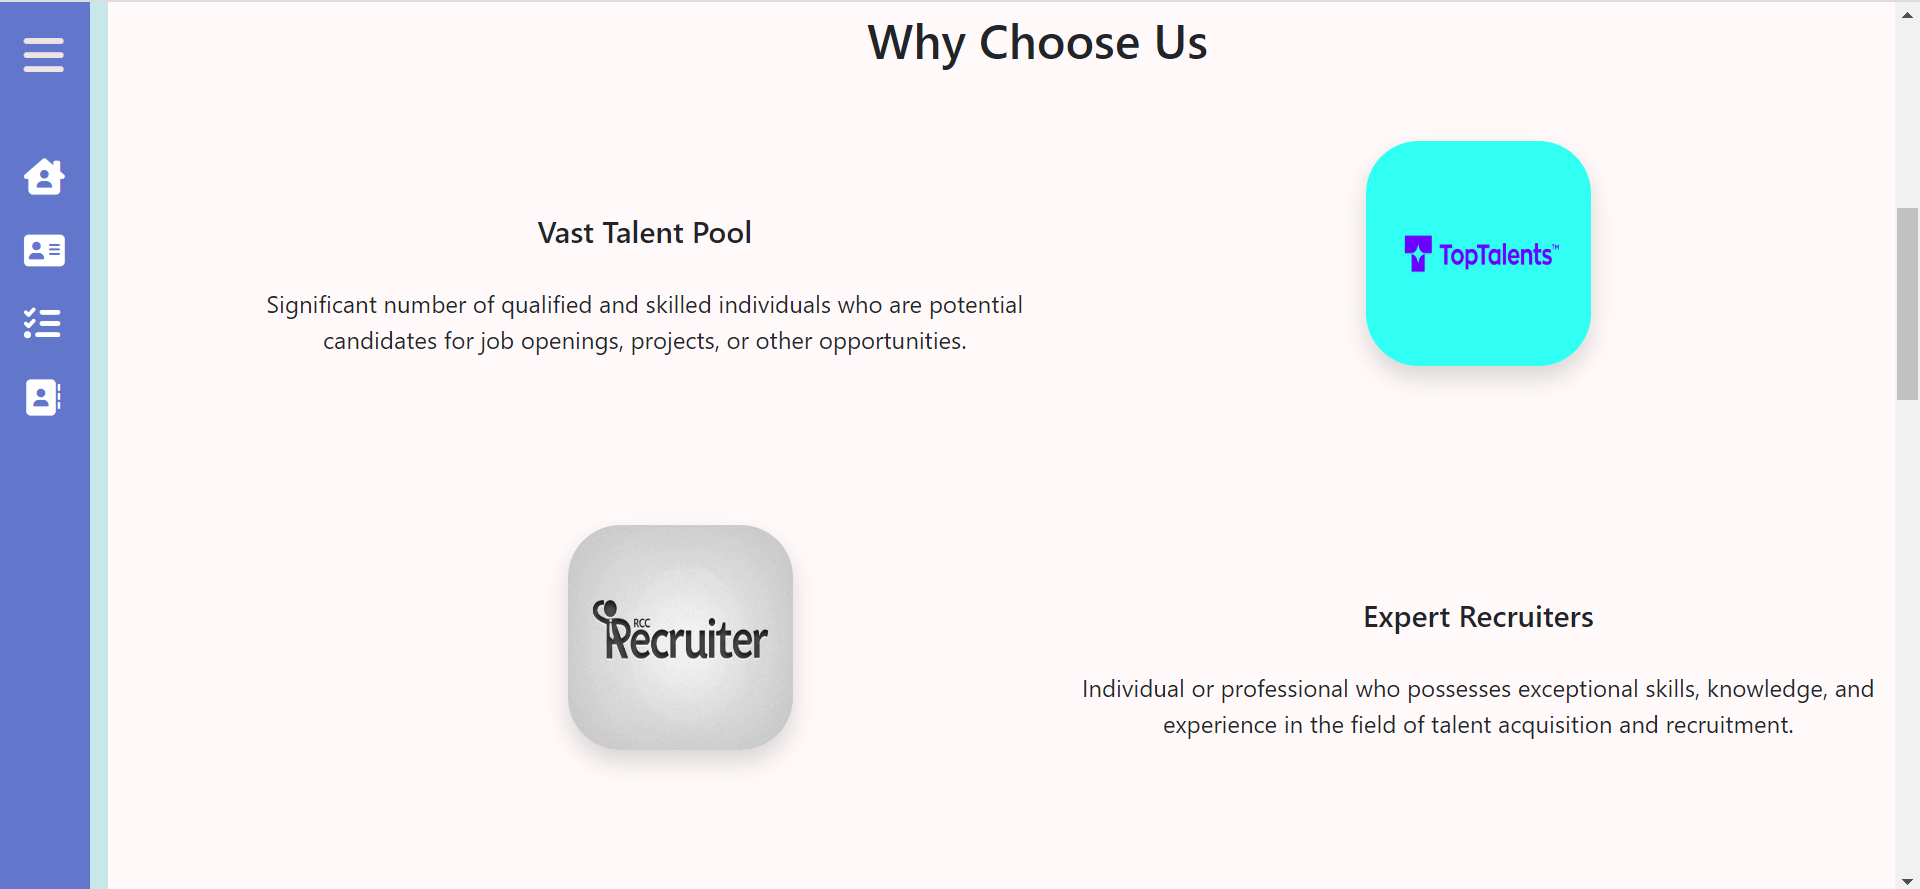 Why Choose Us
Vast Talent Pool
Significant number of qualified and skilled individuals who are potential
candidates for job openings, projects, or other opportunities.
TopTalents™
RCC
Recruiter
Expert Recruiters
Individual or professional who possesses exceptional skills, knowledge, and
experience in the field of talent acquisition and recruitment.